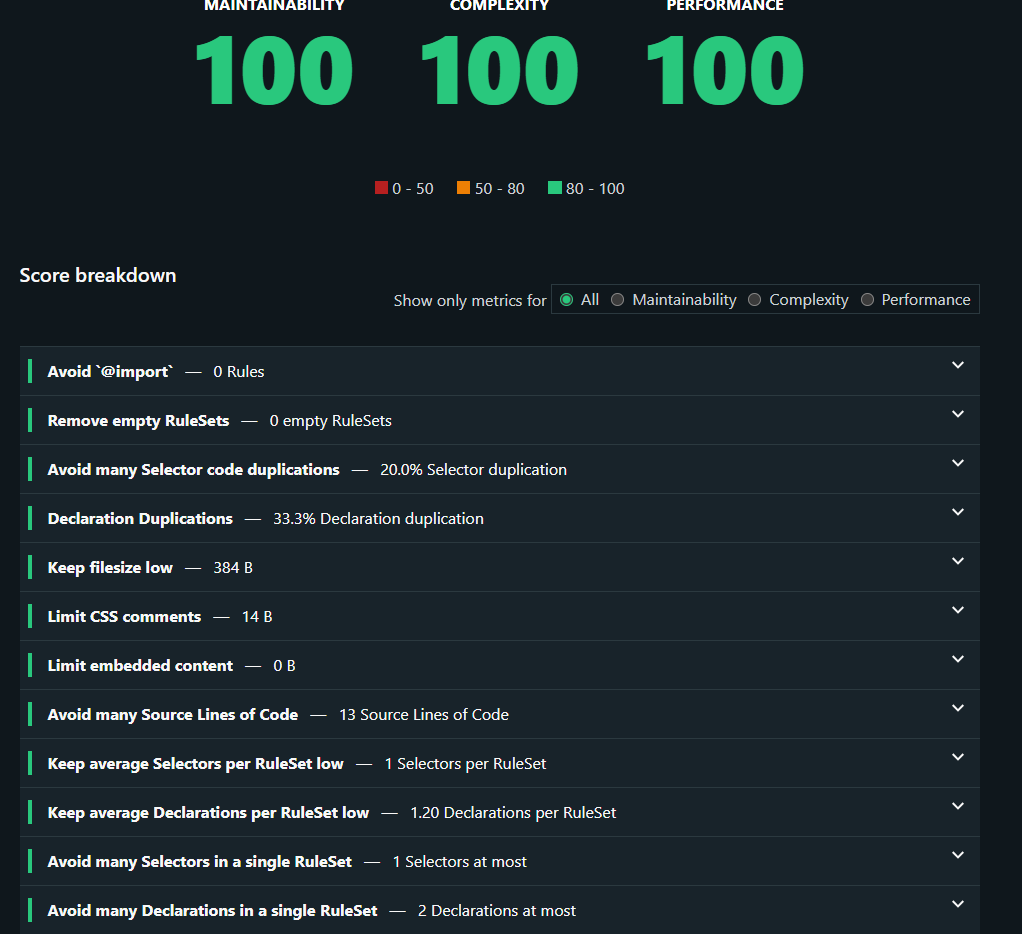 MAINTAINABILITY COMPLEXITY PERFORMANCE
100 100 100
0 - 50 50 - 80 80 - 100
Score breakdown
Show only metrics for All Maintainability Complexity Performance
Avoid `@import` — 0 Rules
Remove empty RuleSets — 0 empty RuleSets
Avoid many Selector code duplications — 20.0% Selector duplication
Declaration Duplications — 33.3% Declaration duplication
Keep filesize low — 384 B
Limit CSS comments — 14 B
Limit embedded content — 0 B
Avoid many Source Lines of Code — 13 Source Lines of Code
Keep average Selectors per RuleSet low — 1 Selectors per RuleSet
Keep average Declarations per RuleSet low — 1.20 Declarations per RuleSet
Avoid many Selectors in a single RuleSet — 1 Selectors at most
Avoid many Declarations in a single RuleSet — 2 Declarations at most